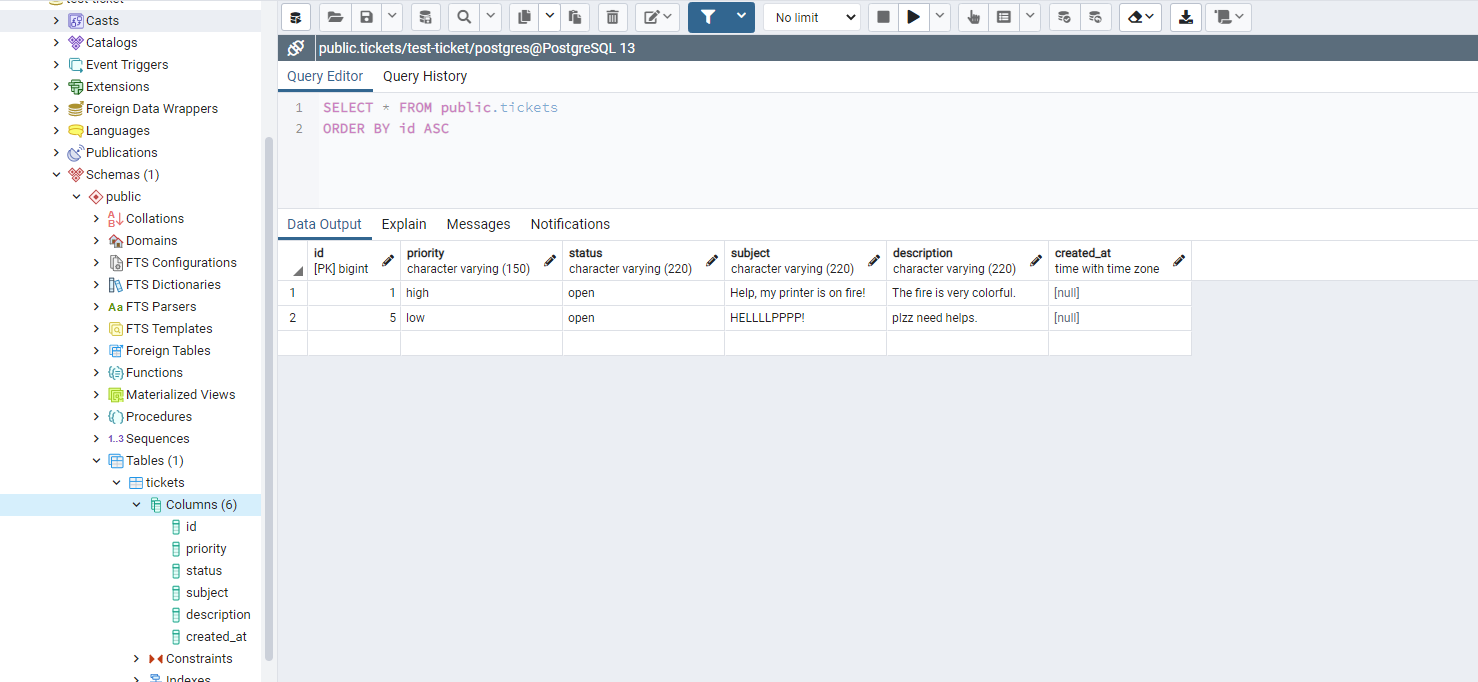 test-ticket
Casts
Catalogs
Event Triggers
Extensions
Foreign Data Wrappers
Languages
Publications
Schemas (1)
public
Collations
Domains
FTS Configurations
FTS Dictionaries
Aa FTS Parsers
FTS Templates
Foreign Tables
Functions
Materialized Views
Procedures
1..3 Sequences
Tables (1)
tickets
Columns (6)
id
priority
status
subject
description
created_at
Constraints
Indexes
No limit
public.tickets/test-ticket/postgres@PostgreSQL 13
Query Editor Query History
1 SELECT * FROM public.tickets
2 ORDER BY id ASC
Data Output Explain Messages Notifications
id priority status subject description created_at
[PK] bigint character varying (150) character varying (220) character varying (220) character varying (220) time with time zone
1 1 high open Help, my printer is on fire! The fire is very colorful. [null]
2 5 low open HELLLLPPPP! plzz need helps. [null]